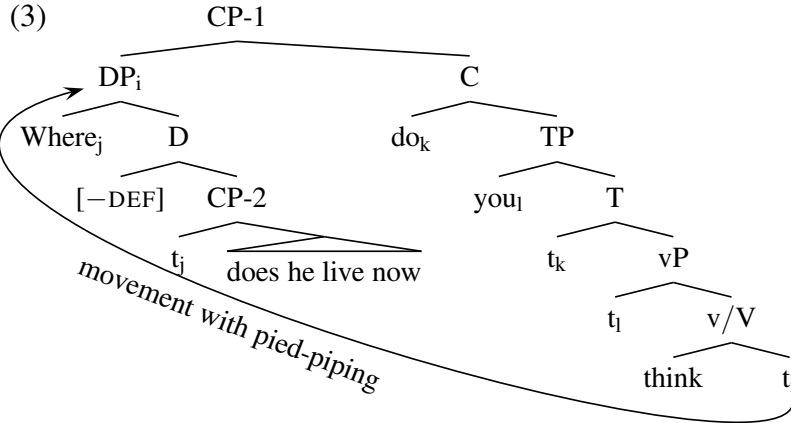 (3) CP-1
DPᵢ C
Whereⱼ D doₖ TP
[−DEF] CP-2 youₗ T
tⱼ does he live now tₖ vP
movement with pied-piping
tₗ v/V
think t